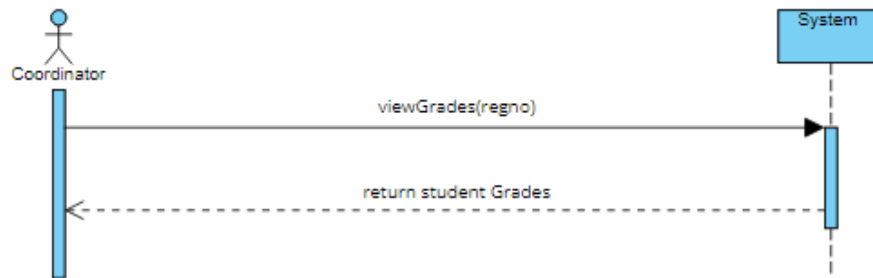 System
Coordinator
viewGrades(regno)
return student Grades